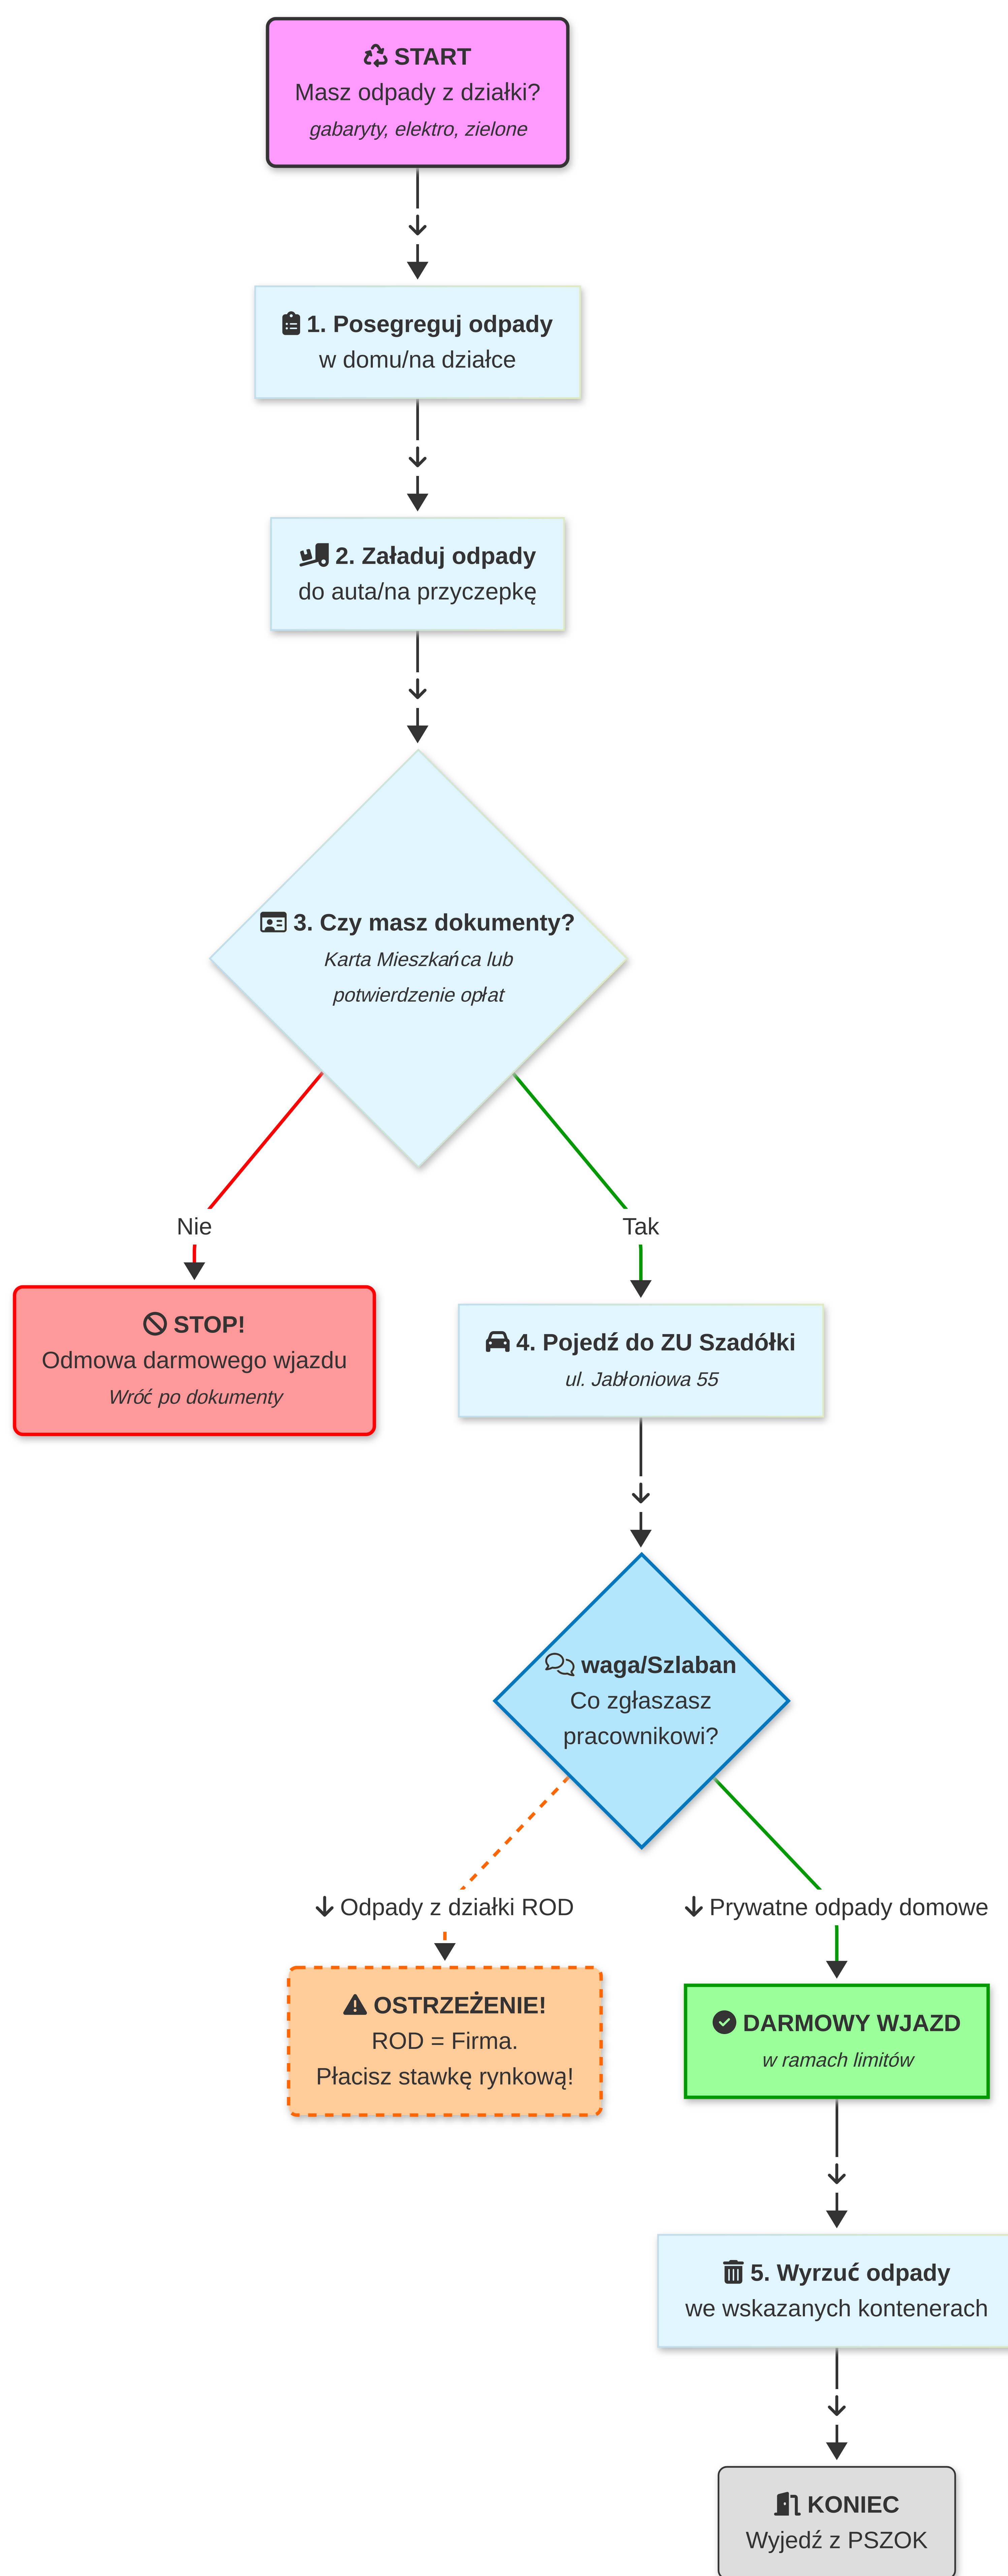 START
Masz odpady z działki?
gabaryty, elektro, zielone
1. Posegreguj odpady
w domu/na działce
2. Załaduj odpady
do auta/na przyczepkę
3. Czy masz dokumenty?
Karta Mieszkańca lub
potwierdzenie opłat
Nie
Tak
STOP!
Odmowa darmowego wjazdu
Wróć po dokumenty
4. Pojedź do ZU Szadółki
ul. Jabłoniowa 55
waga/Szlaban
Co zgłaszasz
pracownikowi?
Odpady z działki ROD
Prywatne odpady domowe
OSTRZEŻENIE!
ROD = Firma.
Płacisz stawkę rynkową!
DARMOWY WJAZD
w ramach limitów
5. Wyrzuć odpady
we wskazanych kontenerach
KONIEC
Wyjedź z PSZOK